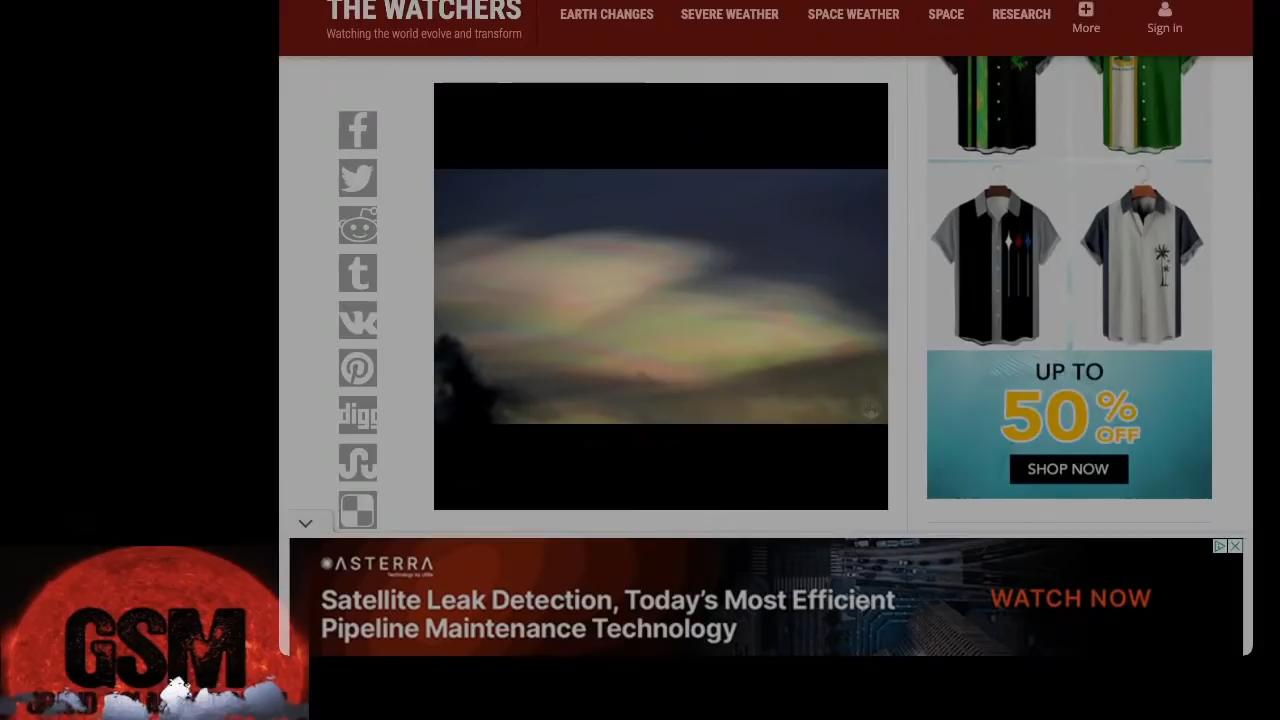 THE WATCHERS
Watching the world evolve and transform
EARTH CHANGES
SEVERE WEATHER
SPACE WEATHER
SPACE
RESEARCH
More
Sign in
digg
UP TO
50%
OFF
SHOP NOW
ASTERRA
Satellite Leak Detection, Today's Most Efficient
Pipeline Maintenance Technology
WATCH NOW
GSM